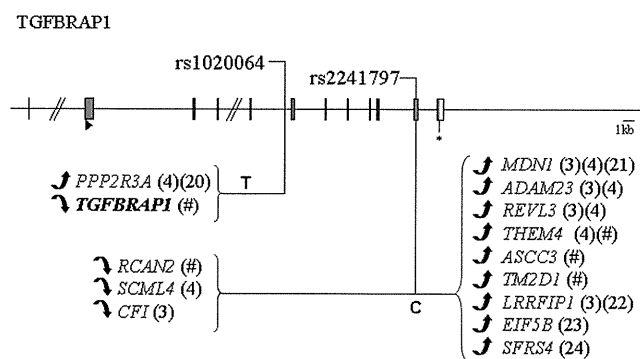 TGFBRAP1
rs1020064
rs2241797
1kb
*
PPP2R3A (4)(20)
TGFBRAP1 (#)
T
RCAN2 (#)
SCML4 (4)
CFI (3)
C
MDN1 (3)(4)(21)
ADAM23 (3)(4)
REVL3 (3)(4)
THEM4 (4)(#)
ASCC3 (#)
TM2D1 (#)
LRRFIP1 (3)(22)
EIF5B (23)
SFRS4 (24)